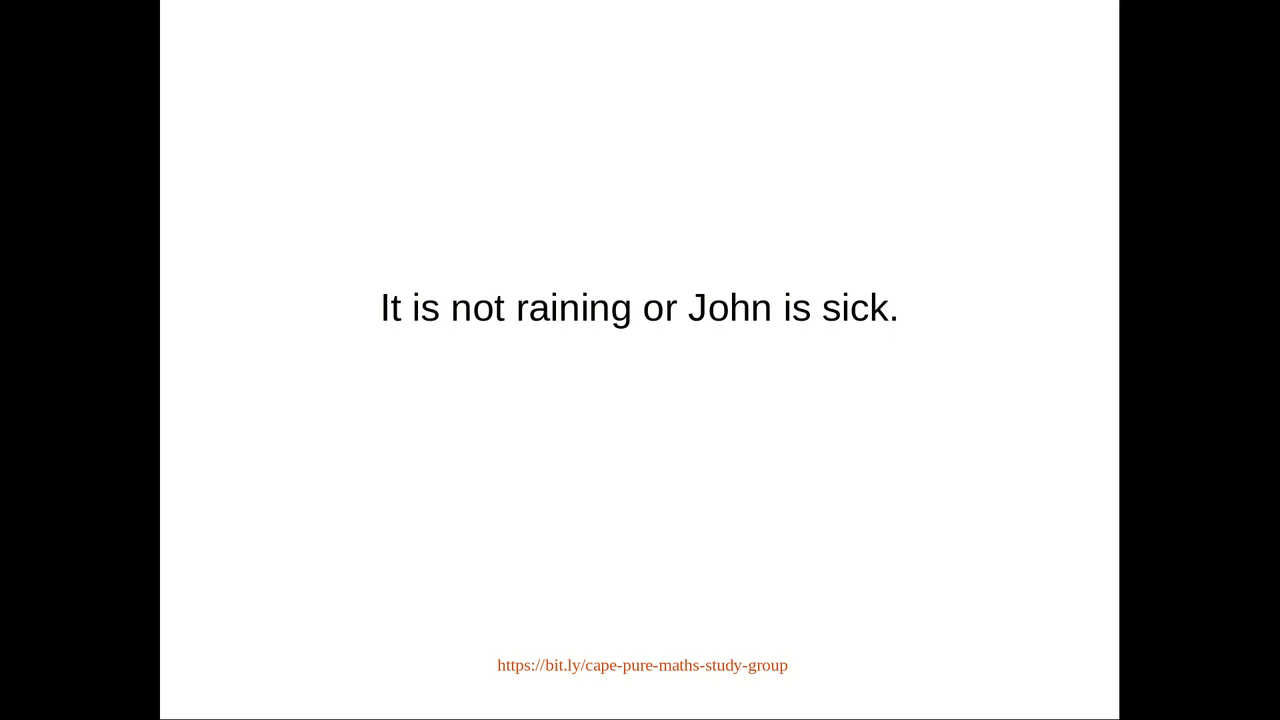 It is not raining or John is sick.
https://bit.ly/cape-pure-maths-study-group